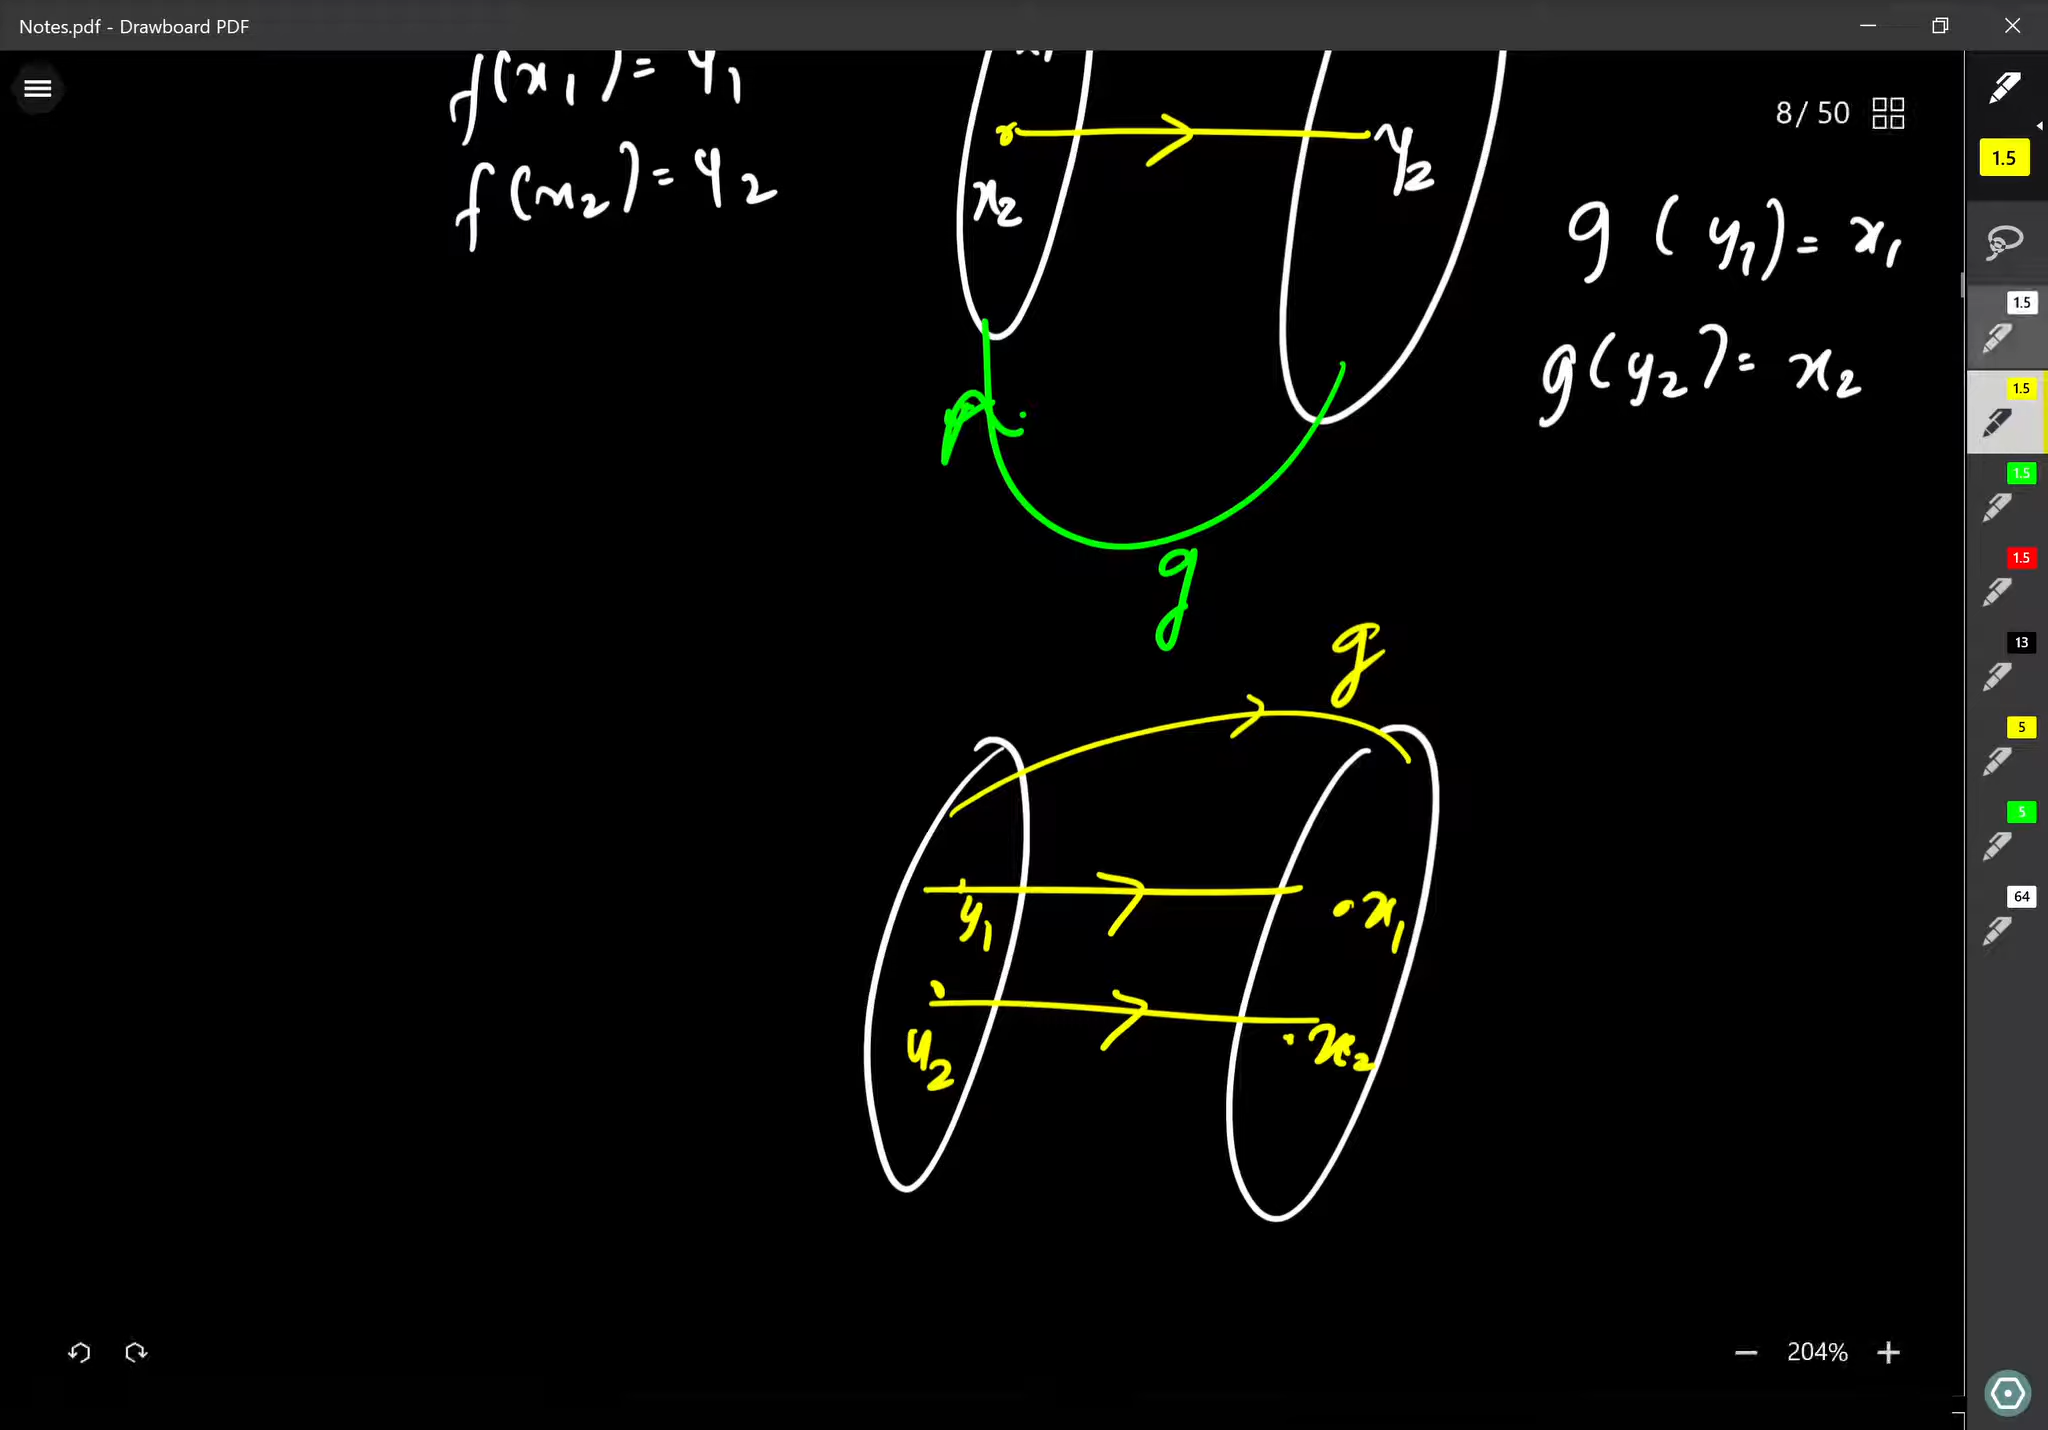 Notes.pdf - Drawboard PDF
f(x₁) = y₁
f(x₂) = y₂
x₂
y₂
8 / 50
g(y₁) = x₁
g(y₂) = x₂
g
g
y₁
x₁
y₂
x₂
1.5
1.5
1.5
1.5
1.5
13
5
5
64
204%